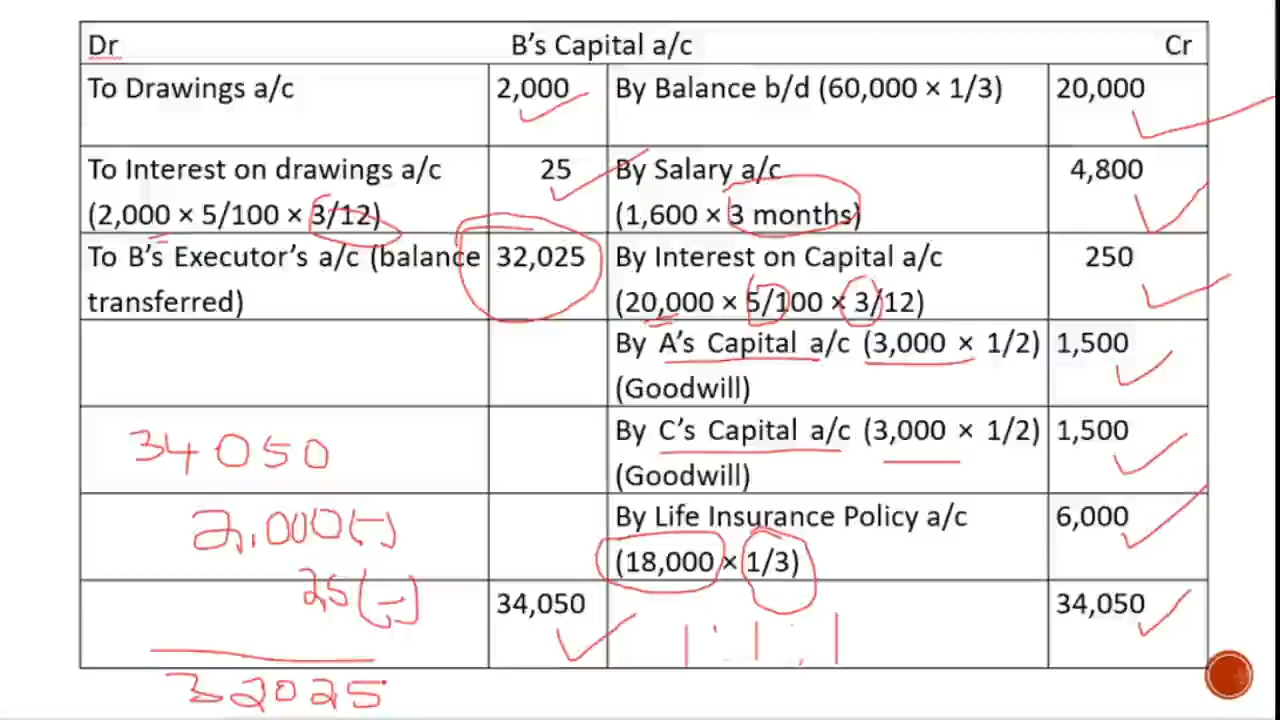 Dr B's Capital a/c Cr
To Drawings a/c 2,000 By Balance b/d (60,000 × 1/3) 20,000
To Interest on drawings a/c 25 By Salary a/c 4,800
(2,000 × 5/100 × 3/12) (1,600 × 3 months)
To B's Executor's a/c (balance 32,025 By Interest on Capital a/c 250
transferred) (20,000 × 5/100 × 3/12)
By A's Capital a/c (3,000 × 1/2) 1,500
(Goodwill)
By C's Capital a/c (3,000 × 1/2) 1,500
(Goodwill)
By Life Insurance Policy a/c 6,000
(18,000 × 1/3)
34,050 34,050
34050
2,000(-)
25(-)
32025
1:1:1